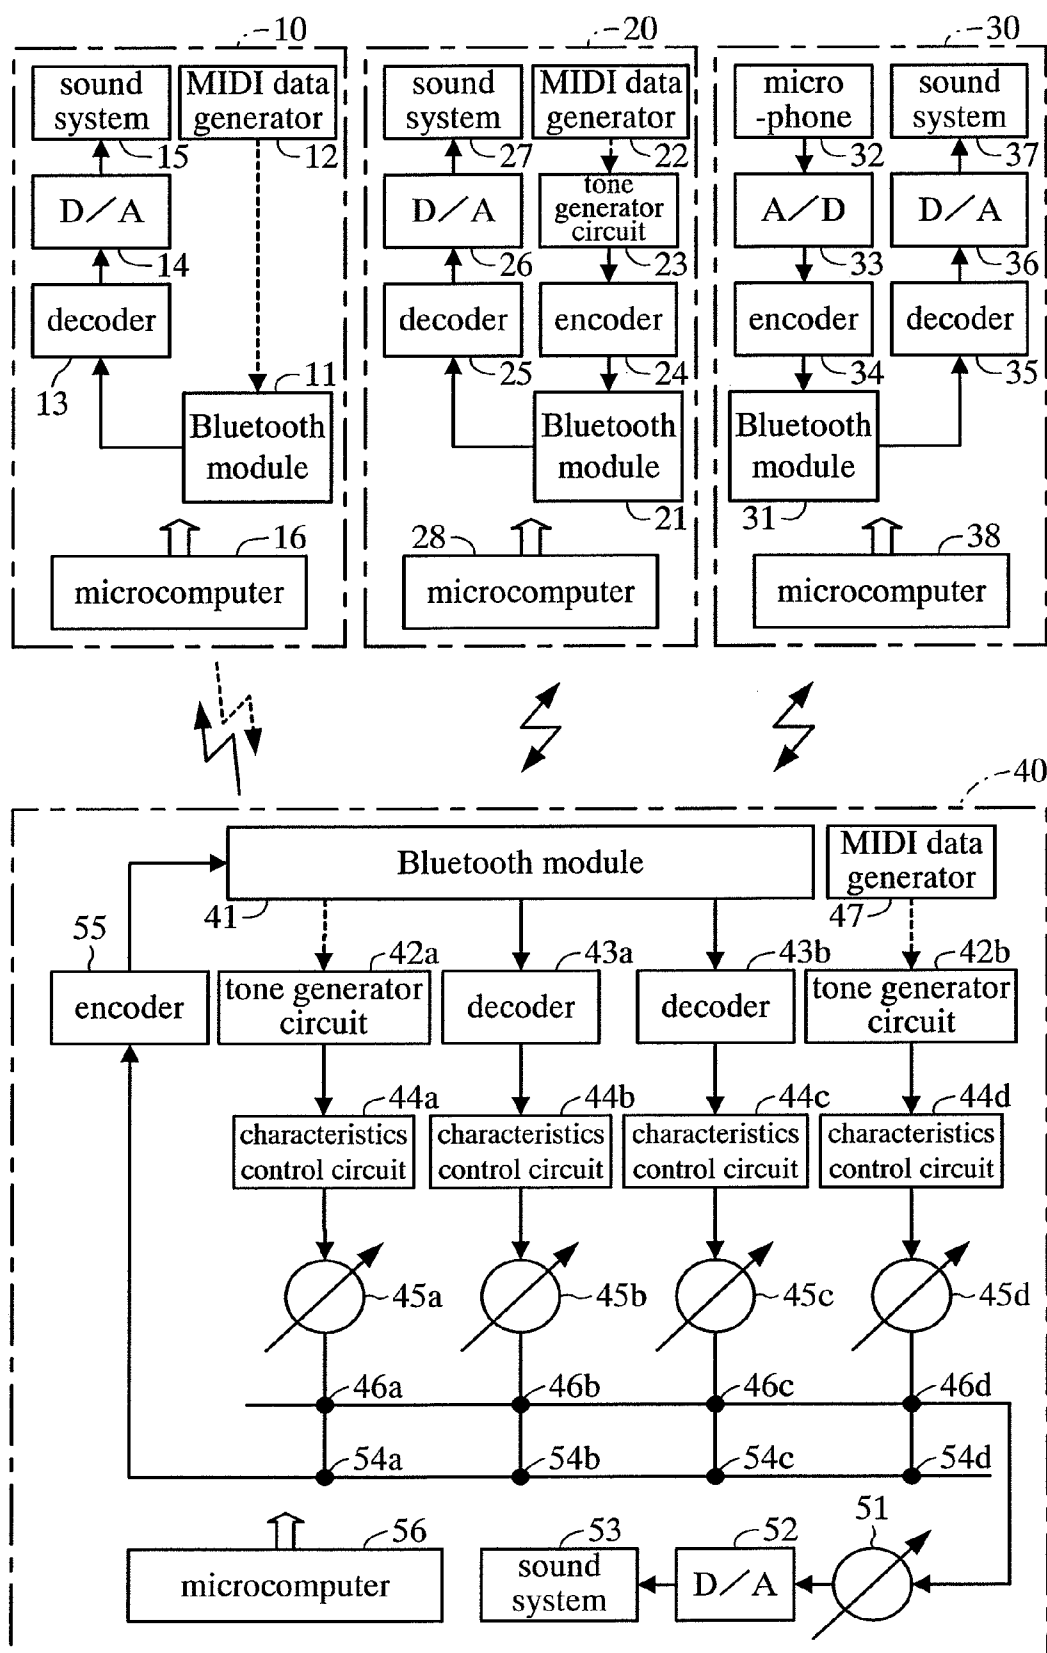 10
20
30
sound
system
MIDI data
generator
sound
system
MIDI data
generator
micro
-phone
sound
system
15
12
27
22
32
37
D/A
D/A
tone
generator
circuit
A/D
D/A
14
26
23
33
36
decoder
decoder
encoder
encoder
decoder
13
11
25
24
34
35
Bluetooth
module
Bluetooth
module
Bluetooth
module
21
31
16
28
38
microcomputer
microcomputer
microcomputer
40
Bluetooth module
MIDI data
generator
41
47
55
42a
43a
43b
42b
encoder
tone generator
circuit
decoder
decoder
tone generator
circuit
44a
44b
44c
44d
characteristics
control circuit
characteristics
control circuit
characteristics
control circuit
characteristics
control circuit
45a
45b
45c
45d
46a
46b
46c
46d
54a
54b
54c
54d
56
53
52
51
microcomputer
sound
system
D/A